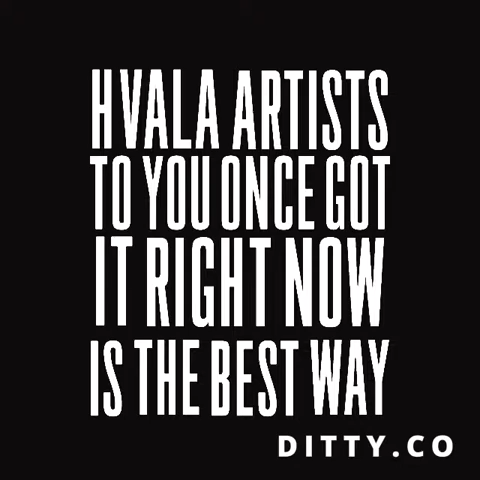 HVALA ARTISTS
TO YOU ONCE GOT
IT RIGHT NOW
IS THE BEST WAY
DITTY.CO